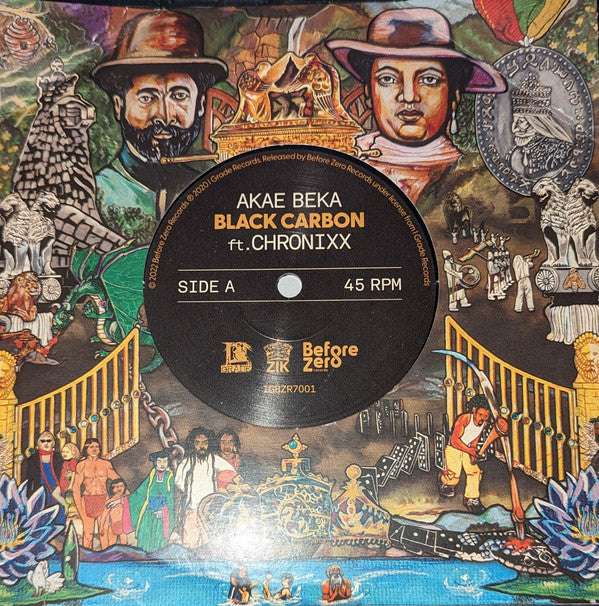 © 2022 Before Zero Records ℗ 2020 I Grade Records. Released by Before Zero Records under license from I Grade Records
AKAE BEKA
BLACK CARBON
ft. CHRONIXX
SIDE A
45 RPM
GRADE
ZIK
Before
Zero
IGBZR7001